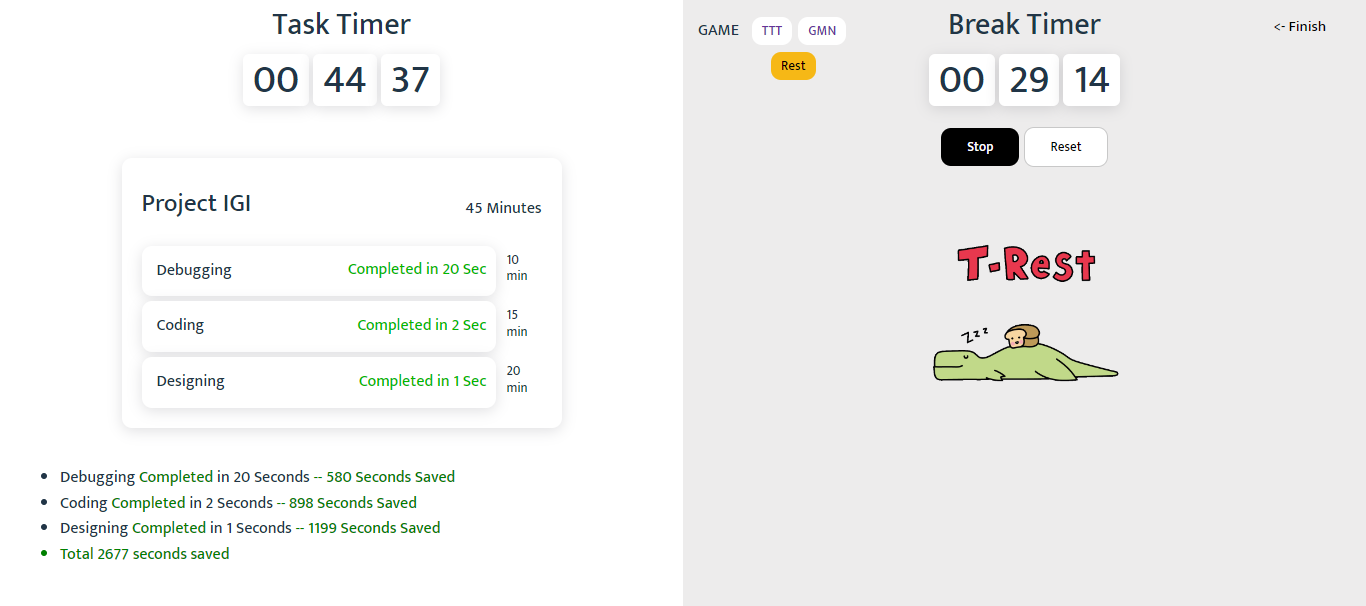 Task Timer
00 44 37
Project IGI
45 Minutes
Debugging Completed in 20 Sec
10
min
Coding Completed in 2 Sec
15
min
Designing Completed in 1 Sec
20
min
Debugging Completed in 20 Seconds -- 580 Seconds Saved
Coding Completed in 2 Seconds -- 898 Seconds Saved
Designing Completed in 1 Seconds -- 1199 Seconds Saved
Total 2677 seconds saved
GAME TTT GMN
Rest
Break Timer
<- Finish
00 29 14
Stop Reset
T-ReSt
Zzz